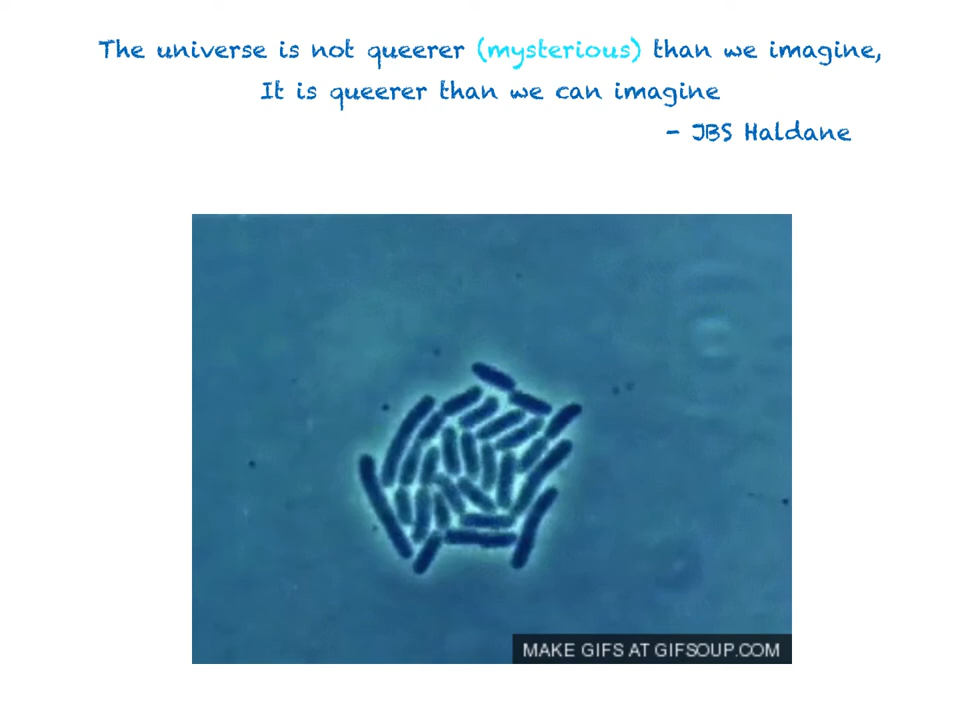 The universe is not queerer (mysterious) than we imagine,
It is queerer than we can imagine
- JBS Haldane
MAKE GIFS AT GIFSOUP.COM